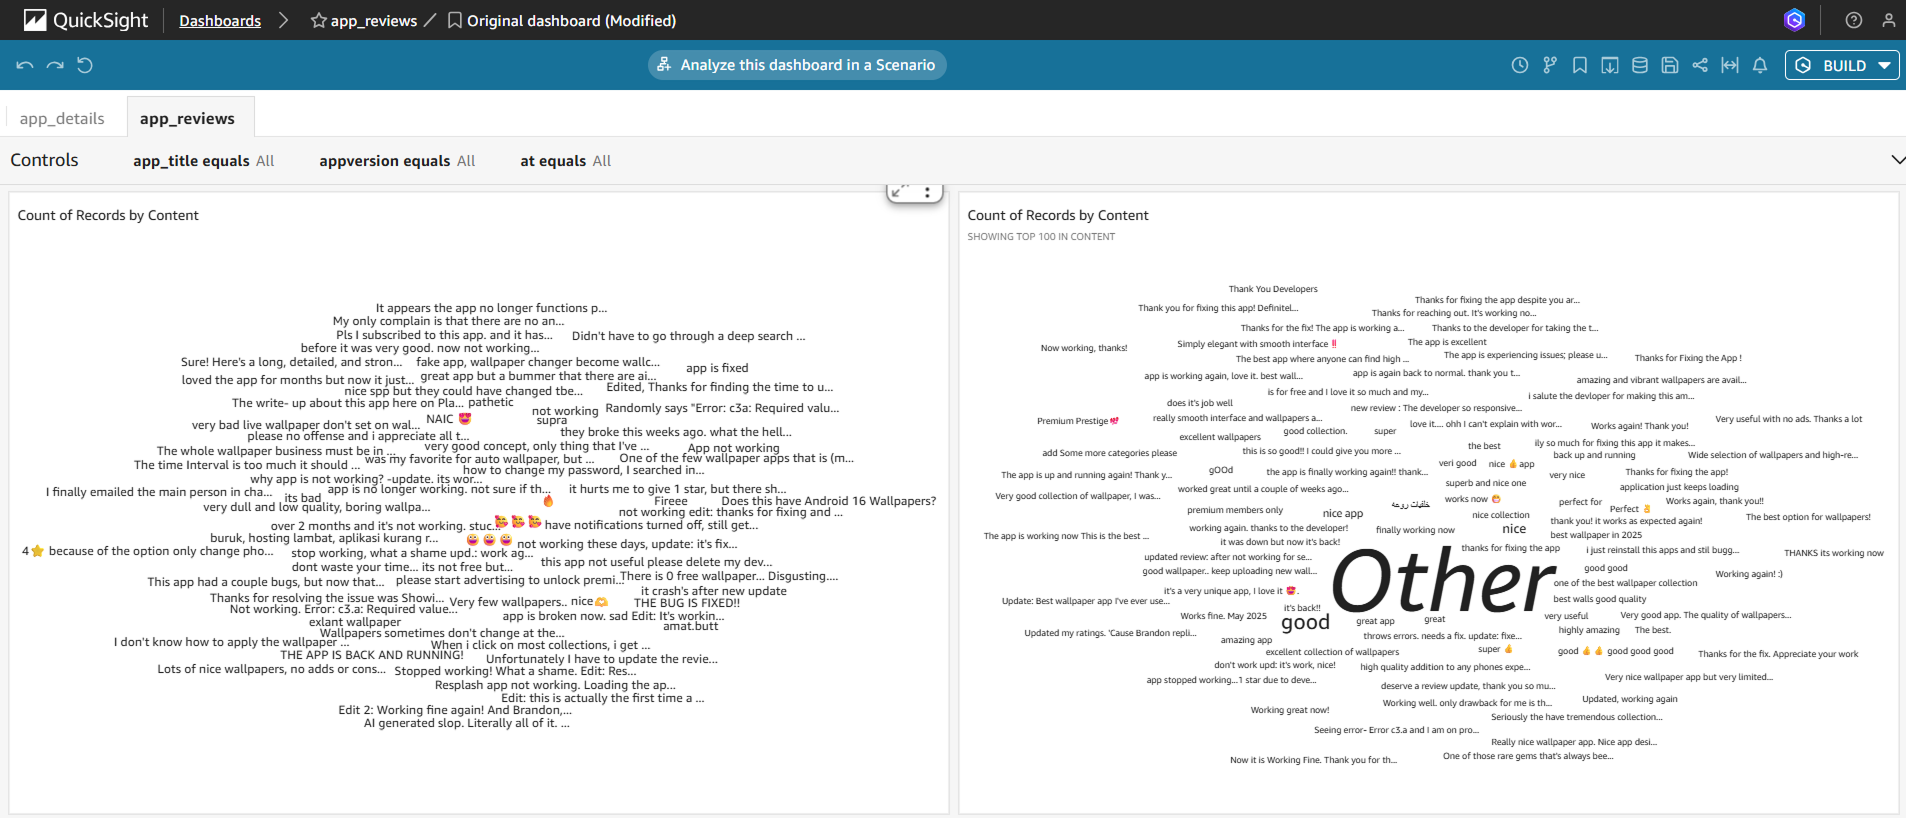 QuickSight Dashboards app_reviews Original dashboard (Modified)
Analyze this dashboard in a Scenario BUILD
app_details app_reviews
Controls app_title equals All appversion equals All at equals All
Count of Records by Content
It appears the app no longer functions p...
My only complain is that there are no an...
Pls I subscribed to this app. and it has...
Didn't have to go through a deep search ...
before it was very good. now not working...
Sure! Here's a long, detailed, and stron...
fake app, wallpaper changer become wallc...
app is fixed
loved the app for months but now it just...
great app but a bummer that there are ai...
Edited, Thanks for finding the time to u...
nice spp but they could have changed tbe...
The write- up about this app here on Pla...
pathetic
not working
Randomly says "Error: c3a: Required valu...
very bad live wallpaper don't set on wal...
NAIC 😍
supra
please no offense and i appreciate all t...
they broke this weeks ago. what the hell...
The whole wallpaper business must be in ...
very good concept, only thing that I've ...
App not working
The time Interval is too much it should ...
was my favorite for auto wallpaper, but ...
One of the few wallpaper apps that is (m...
how to change my password, I searched in...
why app is not working? -update. its wor...
I finally emailed the main person in cha...
its bad
app is no longer working. not sure if th...
it hurts me to give 1 star, but there sh...
🔥
Fireee
Does this have Android 16 Wallpapers?
very dull and low quality, boring wallpa...
not working edit: thanks for fixing and ...
over 2 months and it's not working. stuc...
🥰 🥰 🥰
have notifications turned off, still get...
buruk, hosting lambat, aplikasi kurang r...
😀 😀 😀
not working these days, update: it's fix...
4⭐ because of the option only change pho...
stop working, what a shame upd.: work ag...
this app not useful please delete my dev...
dont waste your time... its not free but...
This app had a couple bugs, but now that...
please start advertising to unlock premi...
There is 0 free wallpaper... Disgusting....
it crash's after new update
Thanks for resolving the issue was Showi...
Very few wallpapers..
nice🫶
THE BUG IS FIXED!!
Not working. Error: c3.a: Required value...
app is broken now. sad Edit: It's workin...
exlant wallpaper
amat.butt
Wallpapers sometimes don't change at the...
I don't know how to apply the wallpaper ...
When i click on most collections, i get ...
THE APP IS BACK AND RUNNING!
Unfortunately I have to update the revie...
Lots of nice wallpapers, no adds or cons...
Stopped working! What a shame. Edit: Res...
Resplash app not working. Loading the ap...
Edit: this is actually the first time a ...
Edit 2: Working fine again! And Brandon,...
AI generated slop. Literally all of it. ...
Count of Records by Content
SHOWING TOP 100 IN CONTENT
Thank You Developers
Thanks for fixing the app despite you ar...
Thank you for fixing this app! Definitel...
Thanks for reaching out. It's working no...
Thanks for the fix! The app is working a...
Thanks to the developer for taking the t...
Now working, thanks!
Simply elegant with smooth interface ‼️
The app is excellent
The best app where anyone can find high ...
The app is experiencing issues; please u...
Thanks for Fixing the App !
app is working again, love it. best wall...
app is again back to normal. thank you t...
amazing and vibrant wallpapers are avail...
is for free and I love it so much and my...
i salute the devloper for making this am...
does it's job well
new review : The developer so responsive...
Premium Prestige💖
really smooth interface and wallpapers a...
love it.... ohh I can't explain with wor...
Works again! Thank you!
Very useful with no ads. Thanks a lot
excellent wallpapers
good collection.
super
the best
ily so much for fixing this app it makes...
add Some more categories please
this is so good!! I could give you more ...
back up and running
Wide selection of wallpapers and high-re...
veri good
nice 👍 app
The app is up and running again! Thank y...
gOOd
the app is finally working again!! thank...
very nice
Thanks for fixing the app!
superb and nice one
application just keeps loading
Very good collection of wallpaper, I was...
worked great until a couple of weeks ago...
works now 😁
perfect for
Works again, thank you!!
premium members only
nice app
خلفيات روعه
nice collection
Perfect 👌
The best option for wallpapers!
working again. thanks to the developer!
finally working now
nice
thank you! it works as expected again!
The app is working now This is the best ...
it was down but now it's back!
best wallpaper in 2025
updated review: after not working for se...
thanks for fixing the app
i just reinstall this apps and stil bugg...
THANKS its working now
good wallpaper.. keep uploading new wall...
Other
good good
Working again! :)
one of the best wallpaper collection
it's a very unique app, I love it 😍.
Update: Best wallpaper app I've ever use...
best walls good quality
it's back!!
Works fine. May 2025
good
great app
great
very useful
Very good app. The quality of wallpapers...
Updated my ratings. 'Cause Brandon repli...
amazing app
throws errors. needs a fix. update: fixe...
highly amazing
The best.
excellent collection of wallpapers
super 👍
good 👍 👍 good good good
Thanks for the fix. Appreciate your work
don't work upd: it's work, nice!
high quality addition to any phones expe...
app stopped working...1 star due to deve...
deserve a review update, thank you so mu...
Very nice wallpaper app but very limited...
Working great now!
Working well. only drawback for me is th...
Updated, working again
Seriously the have tremendous collection...
Seeing error- Error c3.a and I am on pro...
Really nice wallpaper app. Nice app desi...
Now it is Working Fine. Thank you for th...
One of those rare gems that's always bee...